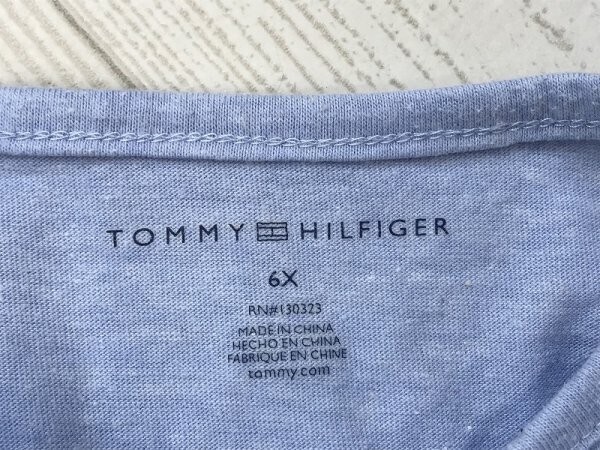 TOMMY HILFIGER
6X
RN#130323
MADE IN CHINA
HECHO EN CHINA
FABRIQUE EN CHINE
tommy.com